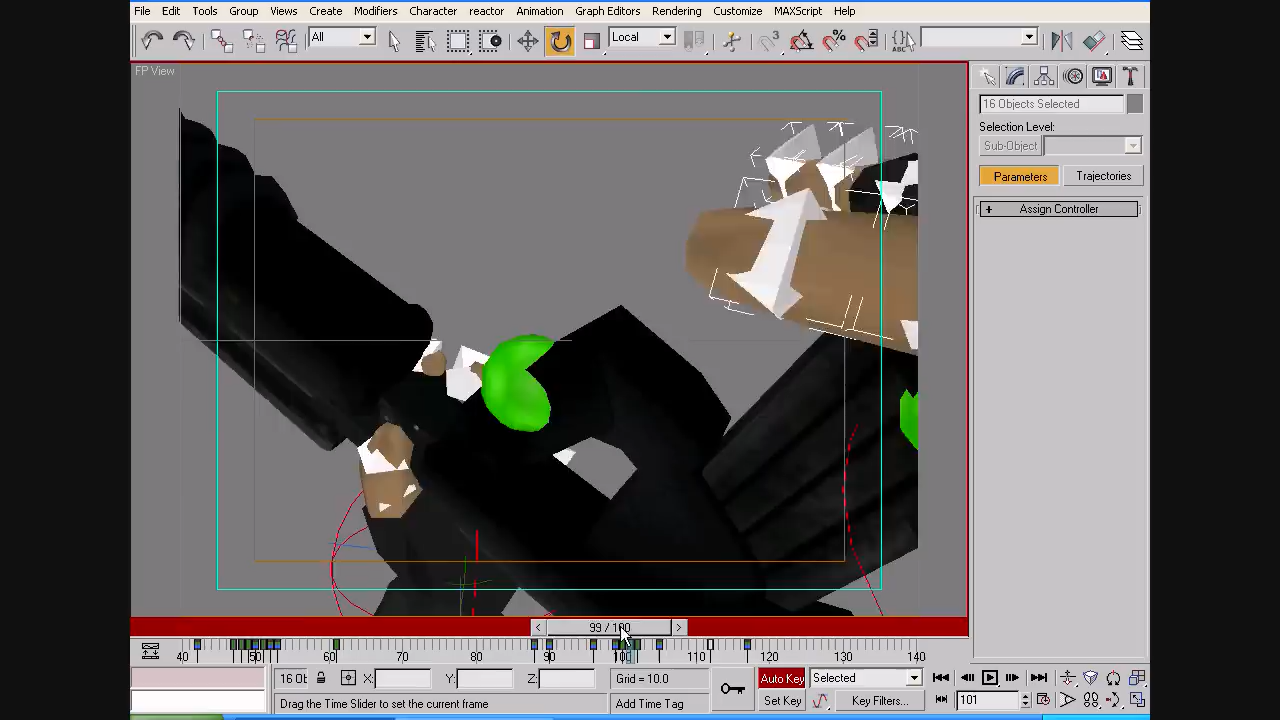 File Edit Tools Group Views Create Modifiers Character reactor Animation Graph Editors Rendering Customize MAXScript Help
All Local
ABC
FP View
16 Objects Selected
Selection Level:
Sub-Object
Parameters Trajectories
+ Assign Controller
< 99 / 100 >
40 50 60 70 80 90 100 110 120 130 140
16 Ob X: Y: Z: Grid = 10.0 Auto Key Selected
Drag the Time Slider to set the current frame Add Time Tag Set Key Key Filters... 101